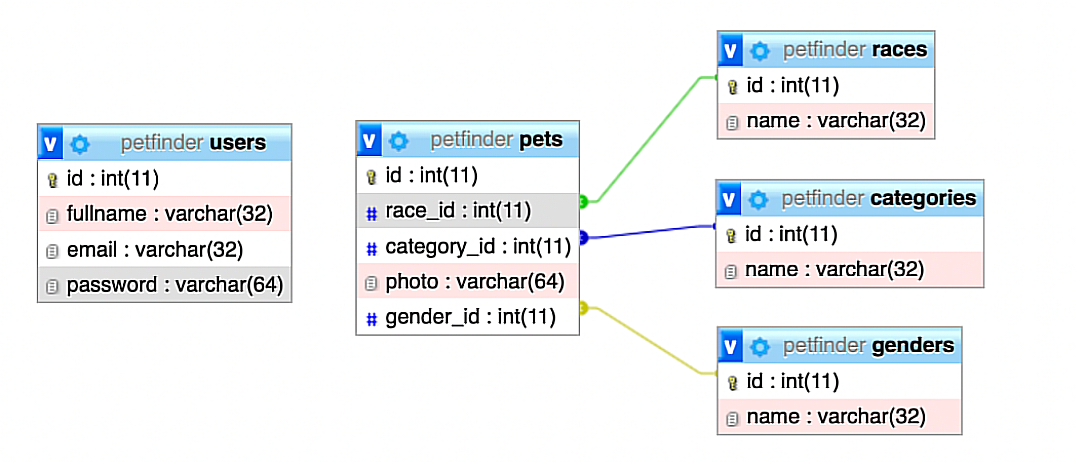 v petfinder users
id : int(11)
fullname : varchar(32)
email : varchar(32)
password : varchar(64)
v petfinder pets
id : int(11)
# race_id : int(11)
# category_id : int(11)
photo : varchar(64)
# gender_id : int(11)
v petfinder races
id : int(11)
name : varchar(32)
v petfinder categories
id : int(11)
name : varchar(32)
v petfinder genders
id : int(11)
name : varchar(32)